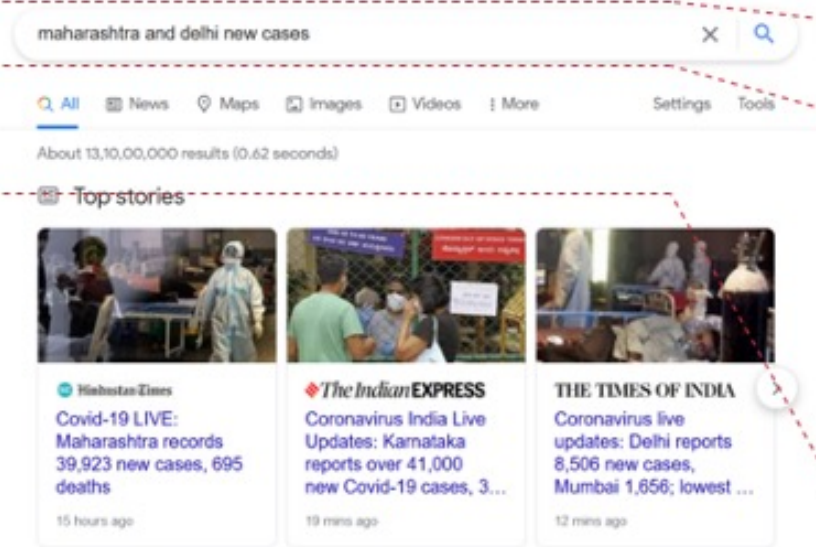 maharashtra and delhi new cases
All News Maps Images Videos More Settings Tools
About 13,10,00,000 results (0.62 seconds)
Top stories
Hindustan Times
Covid-19 LIVE:
Maharashtra records
39,923 new cases, 695
deaths
15 hours ago
The Indian EXPRESS
Coronavirus India Live
Updates: Karnataka
reports over 41,000
new Covid-19 cases, 3...
19 mins ago
THE TIMES OF INDIA
Coronavirus live
updates: Delhi reports
8,506 new cases,
Mumbai 1,656; lowest ...
12 mins ago